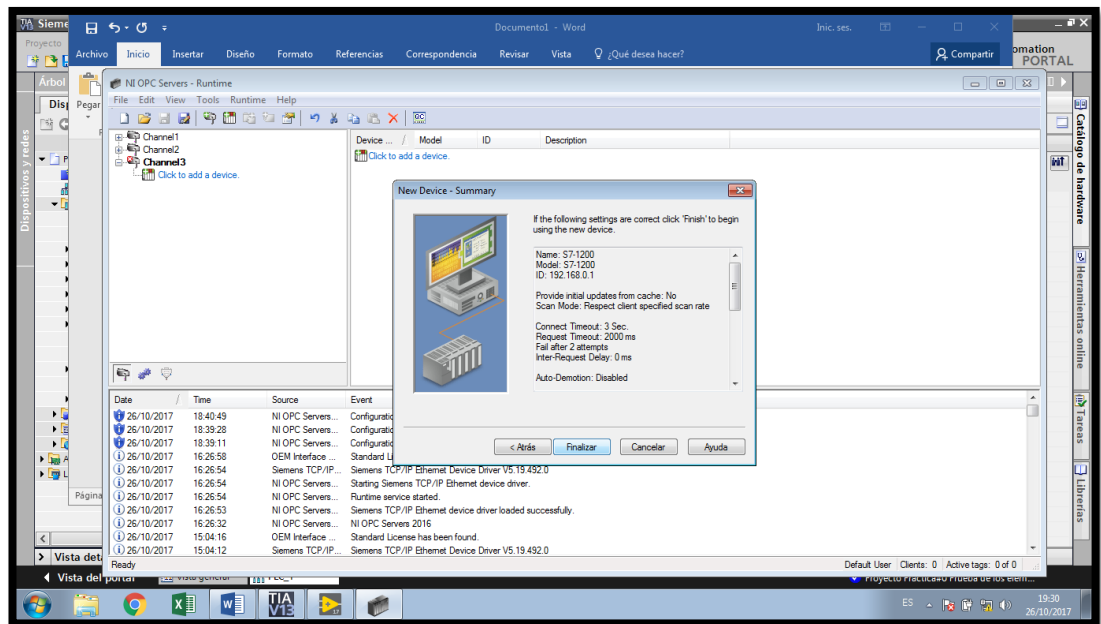 Sieme
Documento1 - Word
Inic. ses.
Proyecto
Archivo Inicio Insertar Diseño Formato Referencias Correspondencia Revisar Vista ¿Qué desea hacer? Compartir
omation
PORTAL
Árbol
NI OPC Servers - Runtime
Pegar
File Edit View Tools Runtime Help
Dispositivos y redes
Channel1
Channel2
Channel3
Click to add a device.
Device ... / Model ID Description
Click to add a device.
New Device - Summary
If the following settings are correct click 'Finish' to begin
using the new device.
Name: S7-1200
Model: S7-1200
ID: 192.168.0.1
Provide initial updates from cache: No
Scan Mode: Respect client specified scan rate
Connect Timeout: 3 Sec.
Request Timeout: 2000 ms
Fail after 2 attempts
Inter-Request Delay: 0 ms
Auto-Demotion: Disabled
< Atrás Finalizar Cancelar Ayuda
Date / Time Source Event
26/10/2017 18:40:49 NI OPC Servers... Configuratio
26/10/2017 18:39:28 NI OPC Servers... Configuratio
26/10/2017 18:39:11 NI OPC Servers... Configuratio
26/10/2017 16:26:58 OEM Interface ... Standard Li
26/10/2017 16:26:54 Siemens TCP/IP... Siemens TCP/IP Ethernet Device Driver V5.19.492.0
26/10/2017 16:26:54 NI OPC Servers... Starting Siemens TCP/IP Ethernet device driver.
26/10/2017 16:26:54 NI OPC Servers... Runtime service started.
26/10/2017 16:26:53 NI OPC Servers... Siemens TCP/IP Ethernet device driver loaded successfully.
26/10/2017 16:26:32 NI OPC Servers... NI OPC Servers 2016
26/10/2017 15:04:16 OEM Interface ... Standard License has been found.
26/10/2017 15:04:12 Siemens TCP/IP... Siemens TCP/IP Ethernet Device Driver V5.19.492.0
Ready
Default User Clients: 0 Active tags: 0 of 0
Página
Catálogo de hardware
Herramientas online
Tareas
Librerías
Vista deta
Vista del portal Vista general PLC_1
ES 19:30
26/10/2017